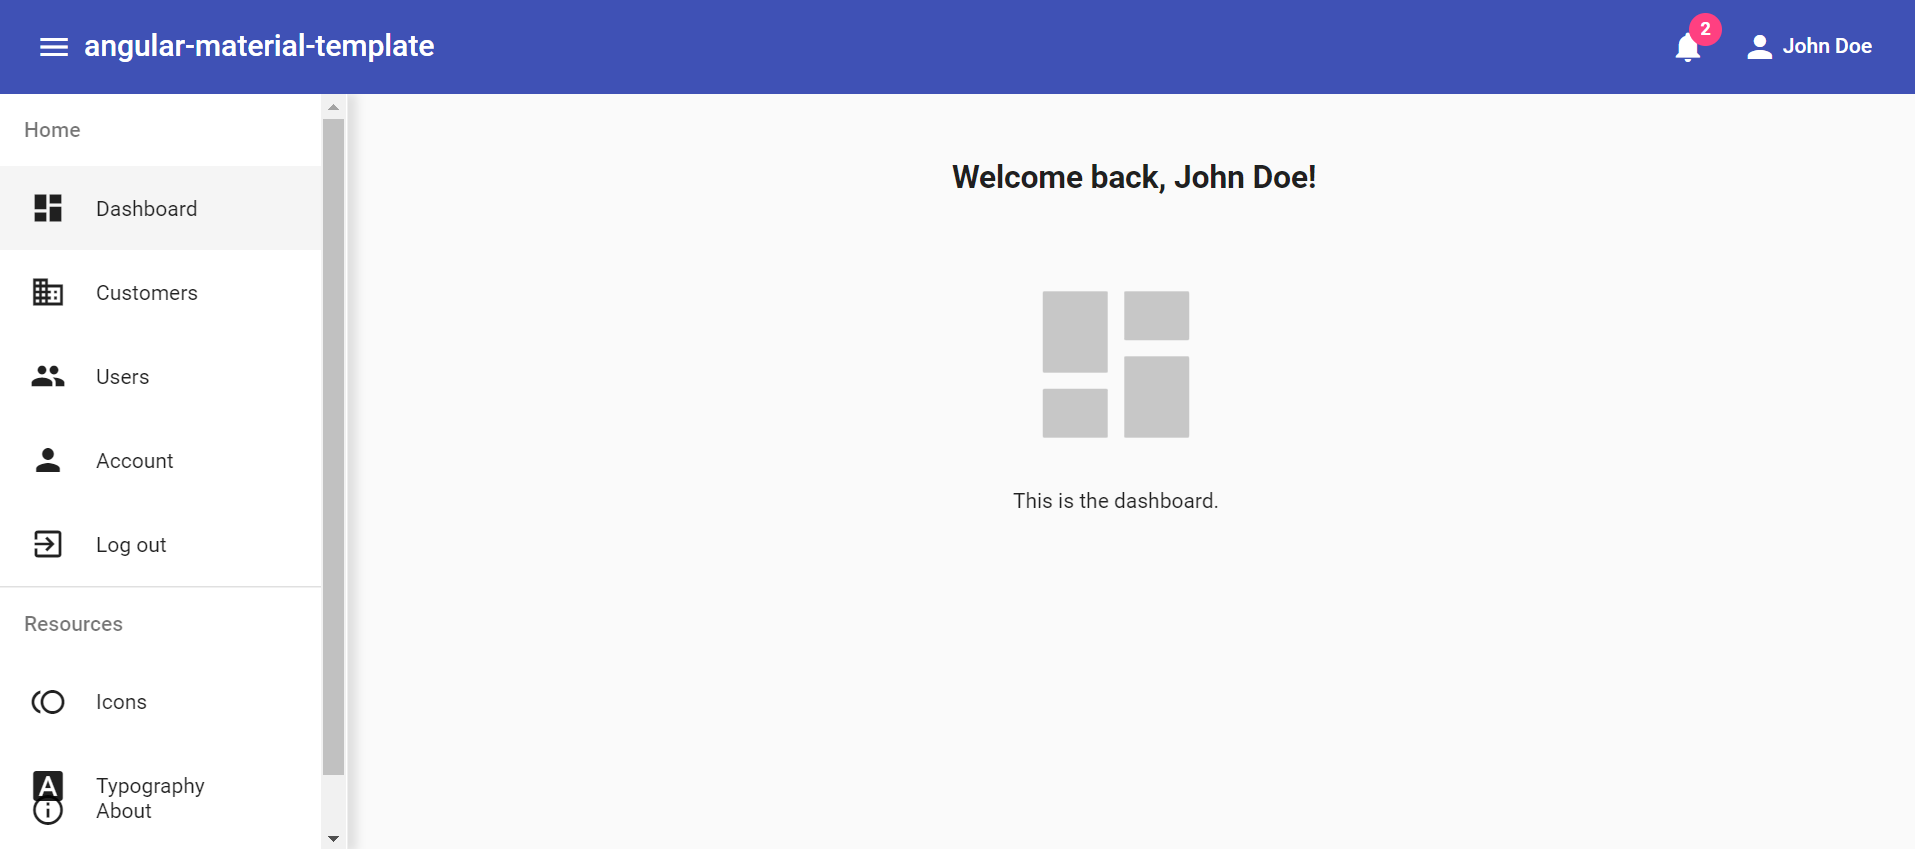 angular-material-template
2
John Doe
Home
Dashboard
Customers
Users
Account
Log out
Resources
Icons
Typography
About
Welcome back, John Doe!
This is the dashboard.